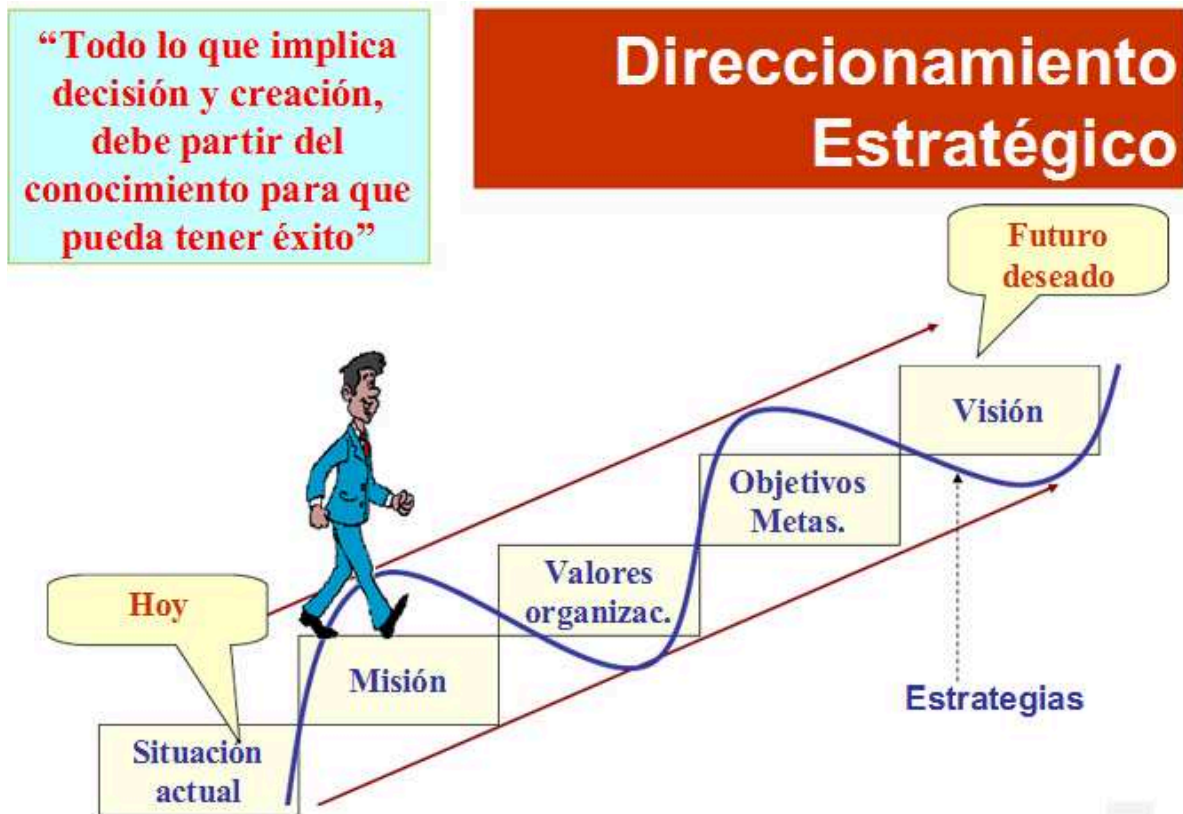 “Todo lo que implica
decisión y creación,
debe partir del
conocimiento para que
pueda tener éxito”
Direccionamiento
Estratégico
Futuro
deseado
Visión
Objetivos
Metas.
Valores
organizac.
Hoy
Misión
Estrategias
Situación
actual